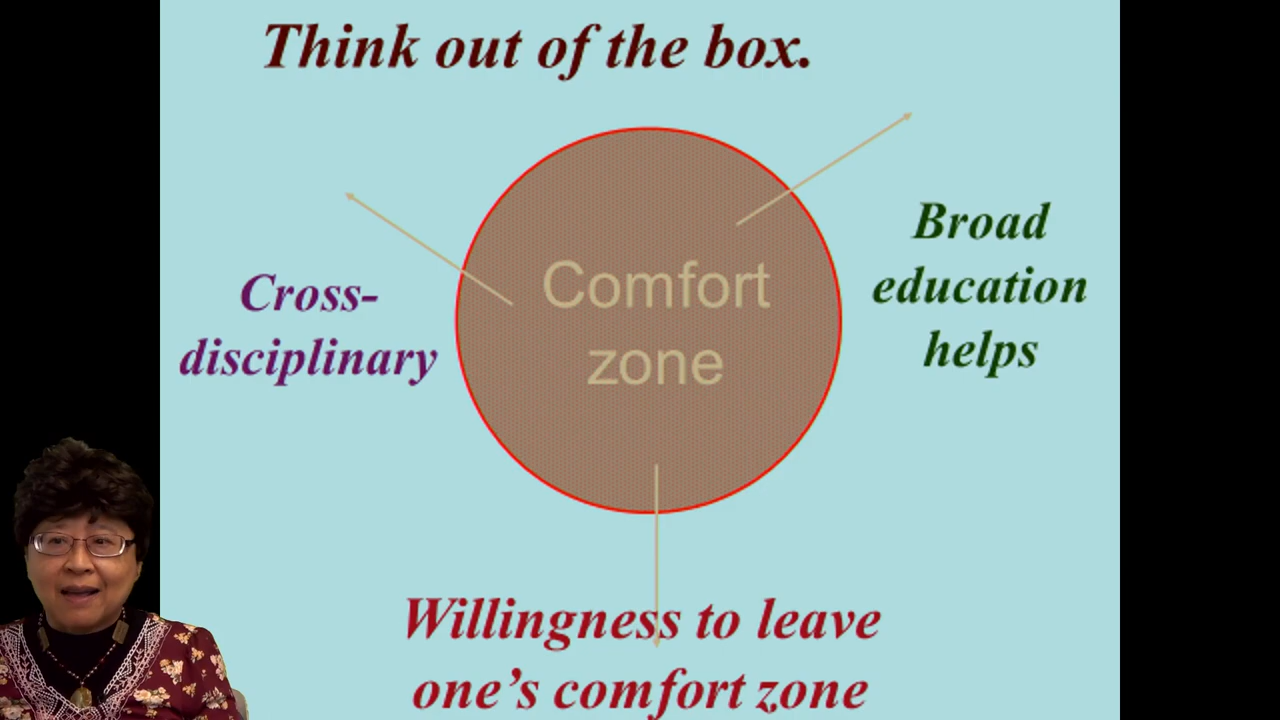 Think out of the box.
Cross-
disciplinary
Comfort
zone
Broad
education
helps
Willingness to leave
one’s comfort zone